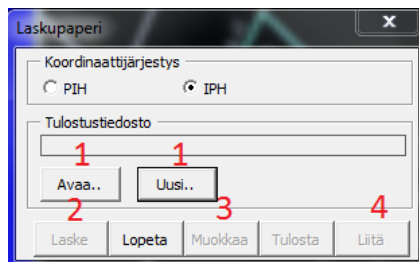 Laskupaperi x
Koordinaattijärjestys
PIH IPH
Tulostustiedosto
1 1
Avaa.. Uusi..
2 3 4
Laske Lopeta Muokkaa Tulosta Liitä